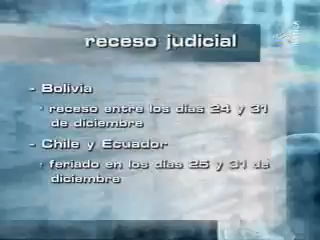 receso judicial
- Bolivia
· receso entre los días 24 y 31
de diciembre
- Chile y Ecuador
· feriado en los días 25 y 31 de
diciembre